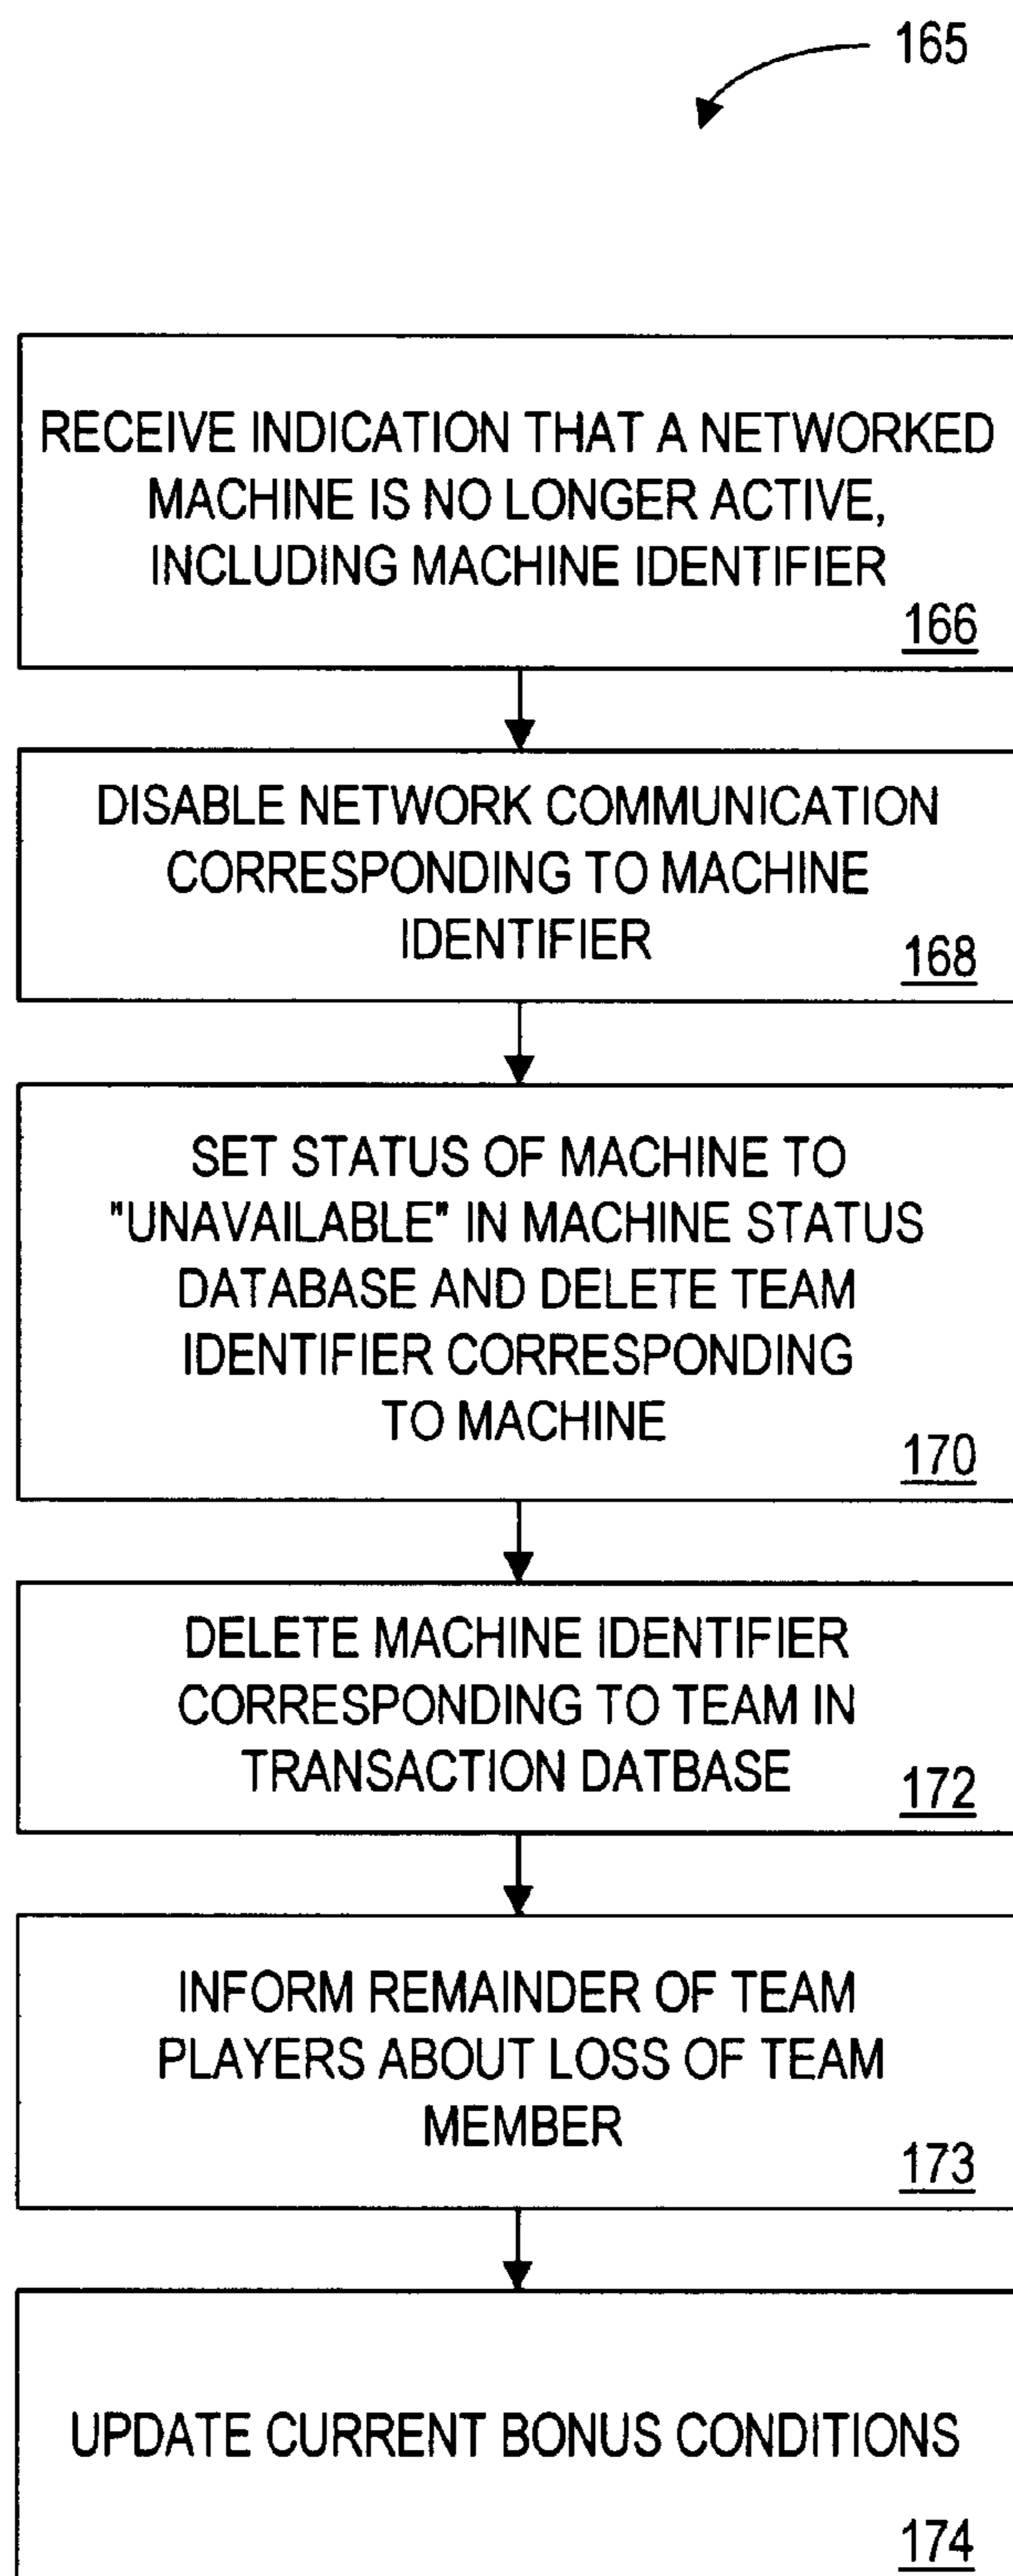 165
RECEIVE INDICATION THAT A NETWORKED
MACHINE IS NO LONGER ACTIVE,
INCLUDING MACHINE IDENTIFIER
166
DISABLE NETWORK COMMUNICATION
CORRESPONDING TO MACHINE
IDENTIFIER
168
SET STATUS OF MACHINE TO
"UNAVAILABLE" IN MACHINE STATUS
DATABASE AND DELETE TEAM
IDENTIFIER CORRESPONDING
TO MACHINE
170
DELETE MACHINE IDENTIFIER
CORRESPONDING TO TEAM IN
TRANSACTION DATBASE
172
INFORM REMAINDER OF TEAM
PLAYERS ABOUT LOSS OF TEAM
MEMBER
173
UPDATE CURRENT BONUS CONDITIONS
174